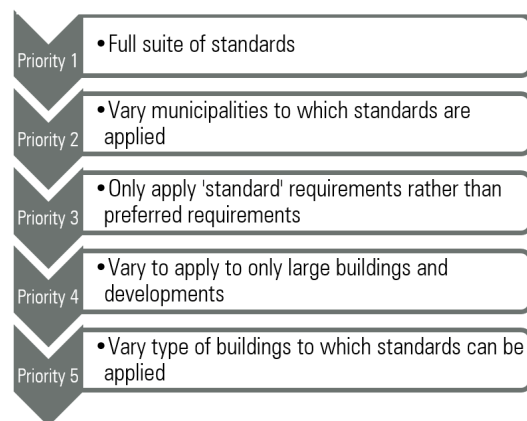 Priority 1
• Full suite of standards
Priority 2
• Vary municipalities to which standards are
applied
Priority 3
• Only apply 'standard' requirements rather than
preferred requirements
Priority 4
• Vary to apply to only large buildings and
developments
Priority 5
• Vary type of buildings to which standards can be
applied